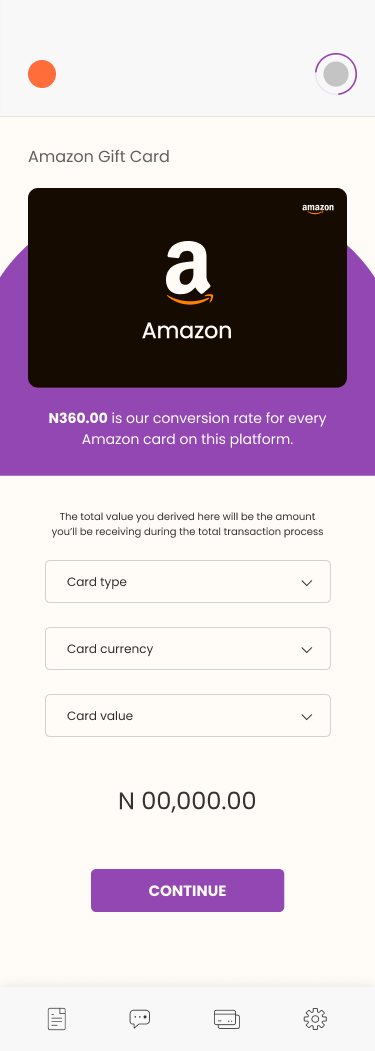 Amazon Gift Card
amazon
a
Amazon
N360.00 is our conversion rate for every
Amazon card on this platform.
The total value you derived here will be the amount
you’ll be receiving during the total transaction process
Card type
Card currency
Card value
N 00,000.00
CONTINUE